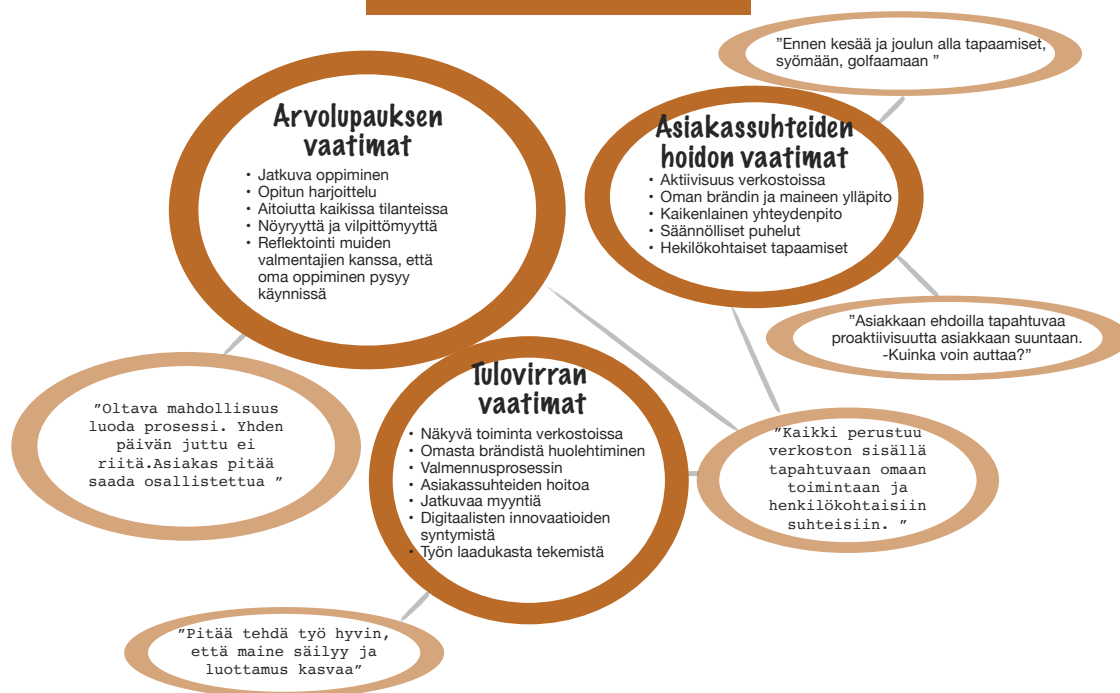 ”Ennen kesää ja joulun alla tapaamiset,
syömään, golfaamaan ”
Arvolupauksen
vaatimat
• Jatkuva oppiminen
• Opitun harjoittelu
• Aitoiutta kaikissa tilanteissa
• Nöyryyttä ja vilpittömyyttä
• Reflektointi muiden
valmentajien kanssa, että
oma oppiminen pysyy
käynnissä
Asiakassuhteiden
hoidon vaatimat
• Aktiivisuus verkostoissa
• Oman brändin ja maineen ylläpito
• Kaikenlainen yhteydenpito
• Säännölliset puhelut
• Hekilökohtaiset tapaamiset
”Asiakkaan ehdoilla tapahtuvaa
proaktiivisuutta asiakkaan suuntaan.
-Kuinka voin auttaa?”
Tulovirran
vaatimat
• Näkyvä toiminta verkostoissa
• Omasta brändistä huolehtiminen
• Valmennusprosessin
• Asiakassuhteiden hoitoa
• Jatkuvaa myyntiä
• Digitaalisten innovaatioiden
syntymistä
• Työn laadukasta tekemistä
”Oltava mahdollisuus
luoda prosessi. Yhden
päivän juttu ei
riitä.Asiakas pitää
saada osallistettua ”
”Kaikki perustuu
verkoston sisällä
tapahtuvaan omaan
toimintaan ja
henkilökohtaisiin
suhteisiin. ”
”Pitää tehdä työ hyvin,
että maine säilyy ja
luottamus kasvaa”